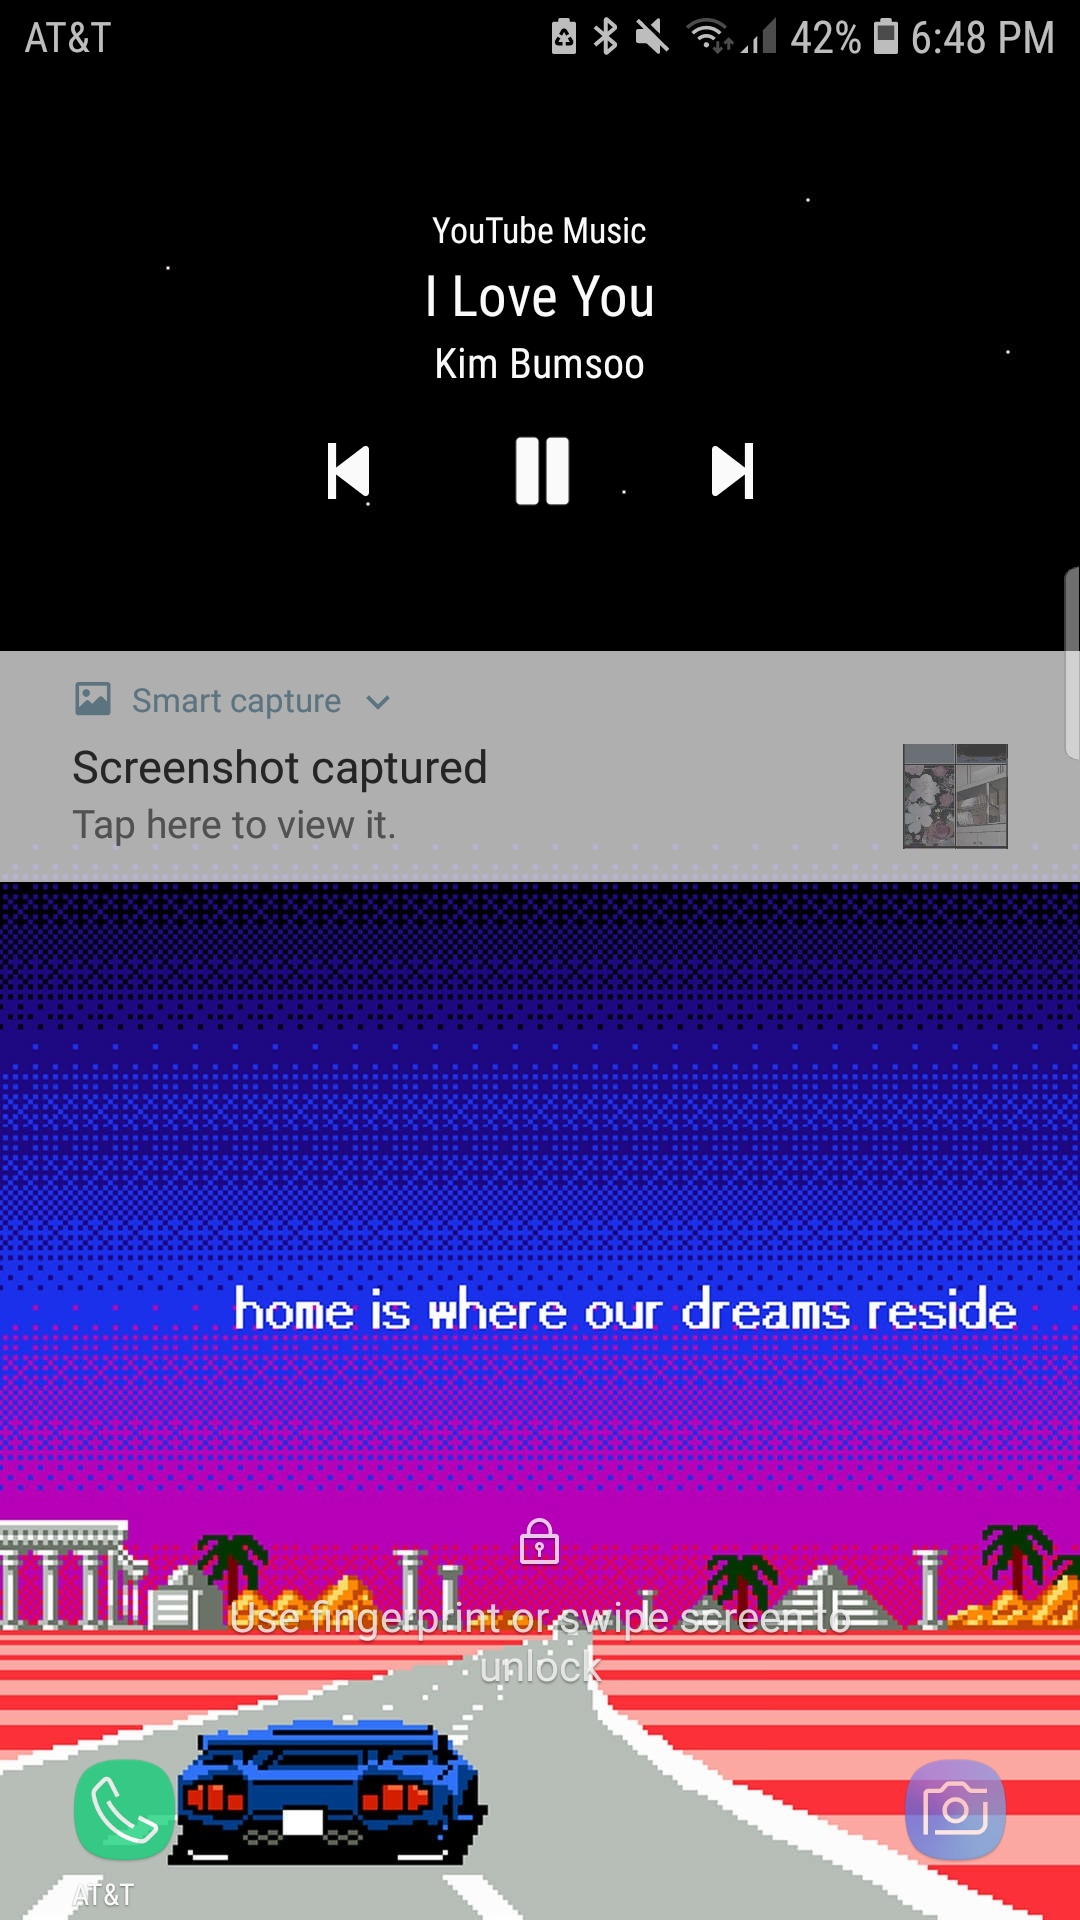 AT&T 42% 6:48 PM
YouTube Music
I Love You
Kim Bumsoo
Smart capture
Screenshot captured
Tap here to view it.
home is where our dreams reside
Use fingerprint or swipe screen to
unlock
AT&T